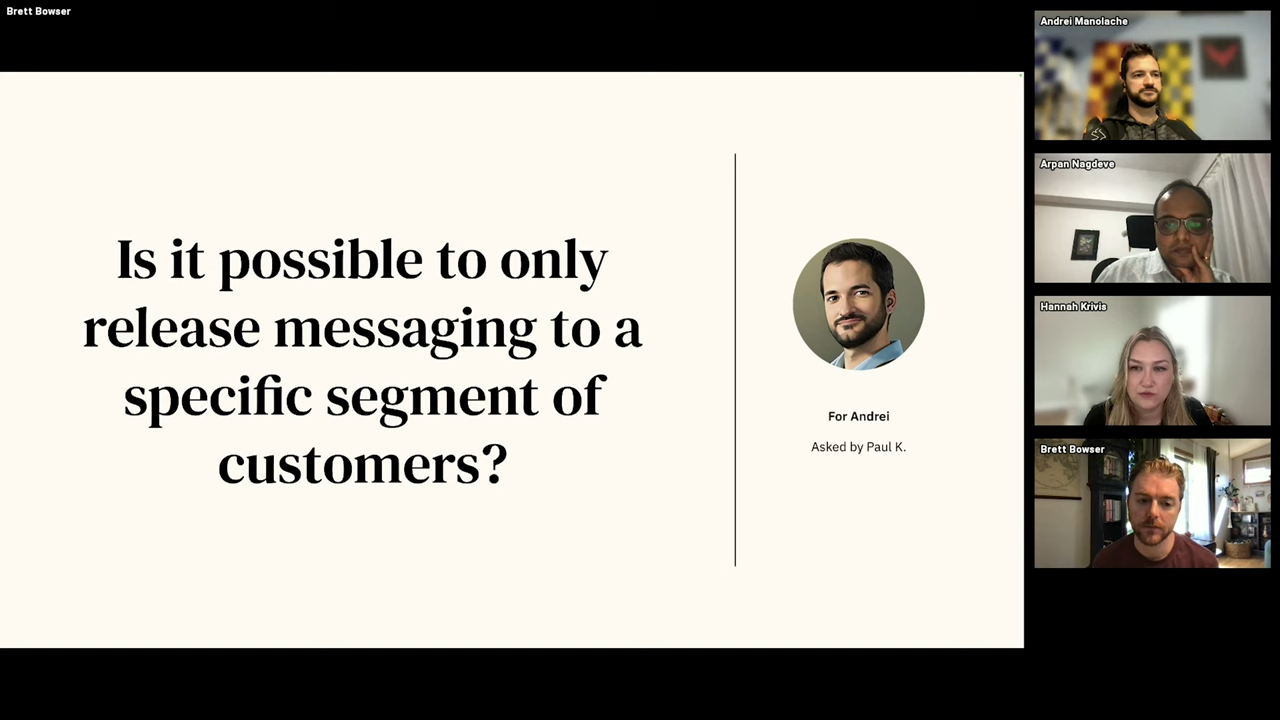 Brett Bowser
Is it possible to only
release messaging to a
specific segment of
customers?
For Andrei
Asked by Paul K.
Andrei Manolache
Arpan Nagdeve
Hannah Krivis
Brett Bowser